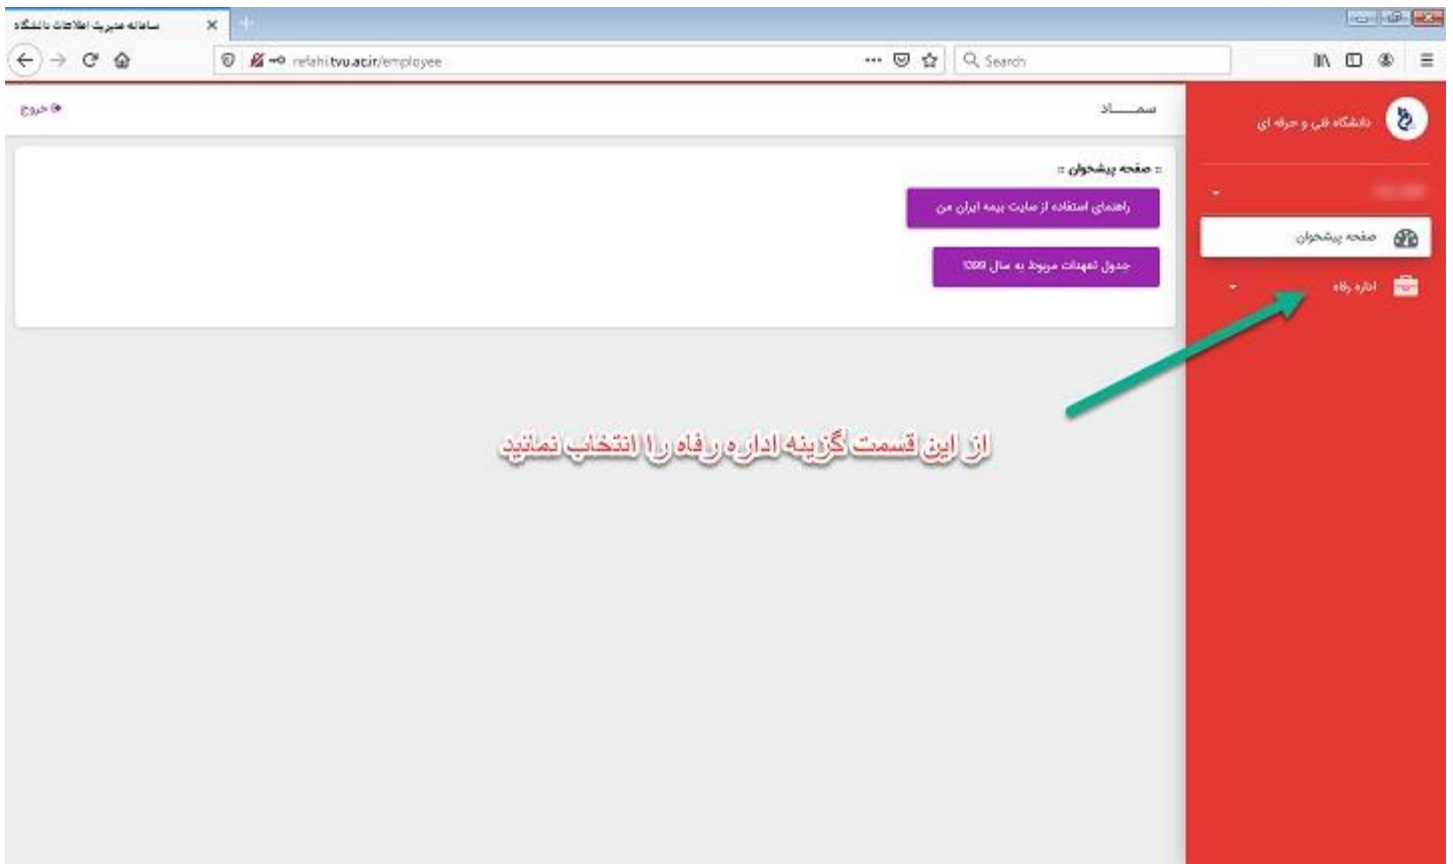 سامانه مدیریت اطلاعات دانشگاه
refahi.tvu.ac.ir/employee
Search
دانشگاه فنی و حرفه ای
سمـــــاد
خروج
:: صفحه پیشخوان ::
راهنمای استفاده از سایت بیمه ایران من
جدول تعهدات مربوط به سال 1399
صفحه پیشخوان
اداره رفاه
از این قسمت گزینه اداره رفاه را انتخاب نمائید